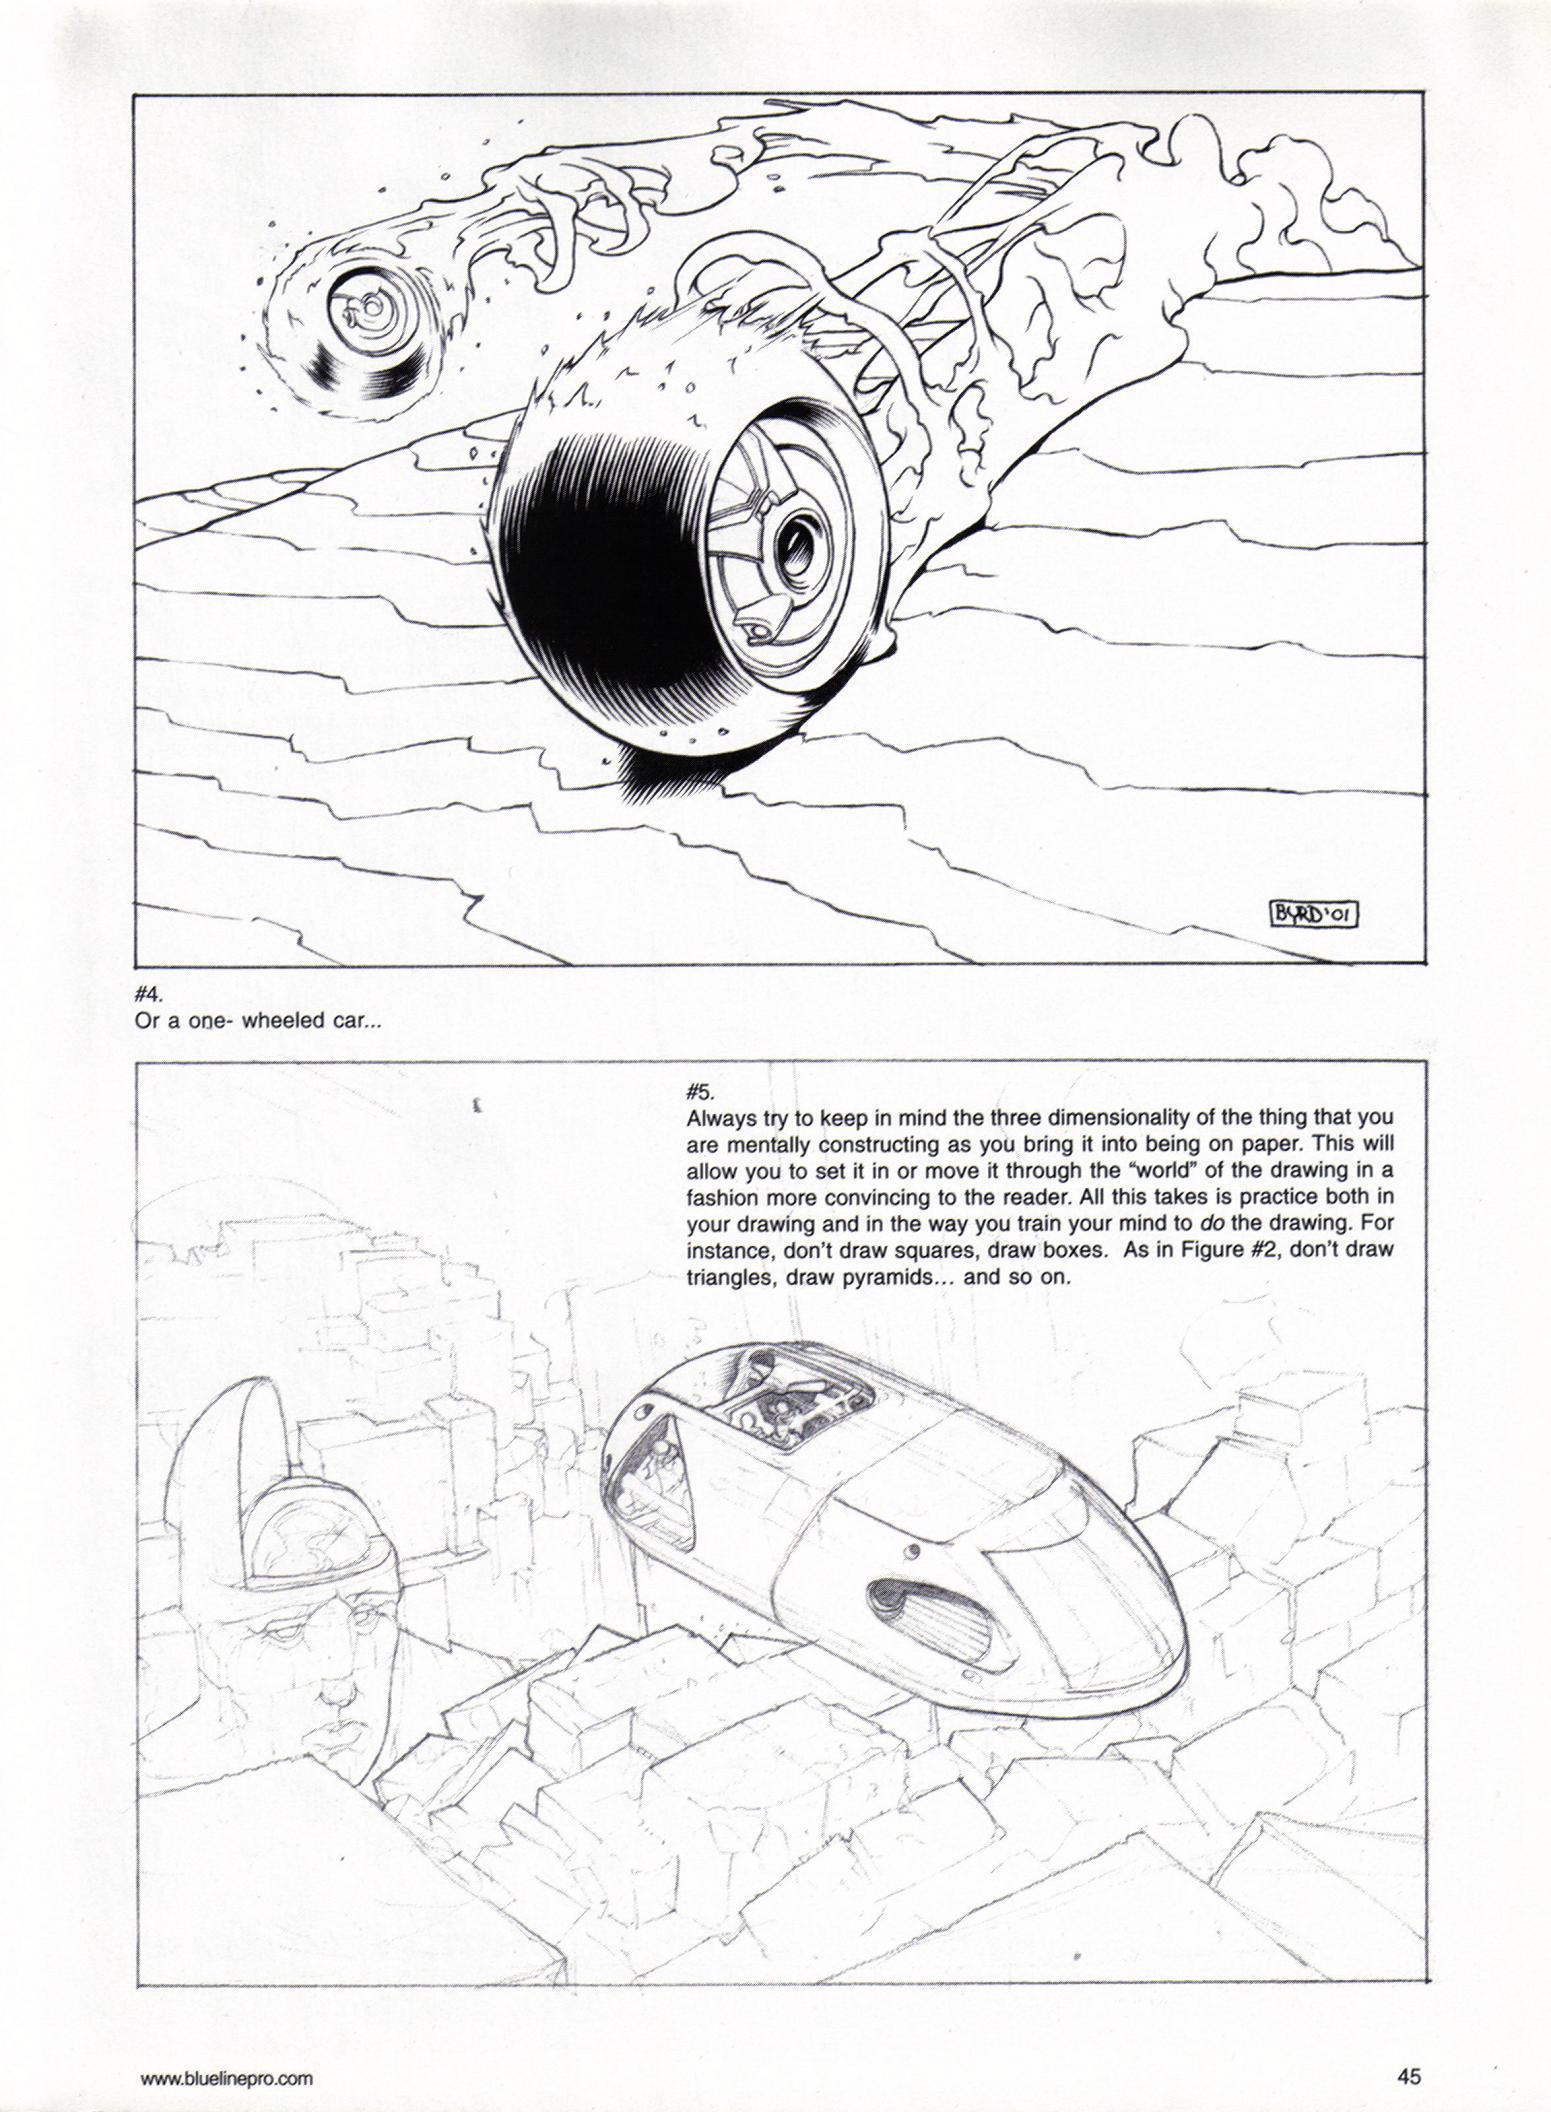 BYRD '01
#4.
Or a one- wheeled car...
#5.
Always try to keep in mind the three dimensionality of the thing that you
are mentally constructing as you bring it into being on paper. This will
allow you to set it in or move it through the “world” of the drawing in a
fashion more convincing to the reader. All this takes is practice both in
your drawing and in the way you train your mind to do the drawing. For
instance, don't draw squares, draw boxes.  As in Figure #2, don't draw
triangles, draw pyramids... and so on.
www.bluelinepro.com
45